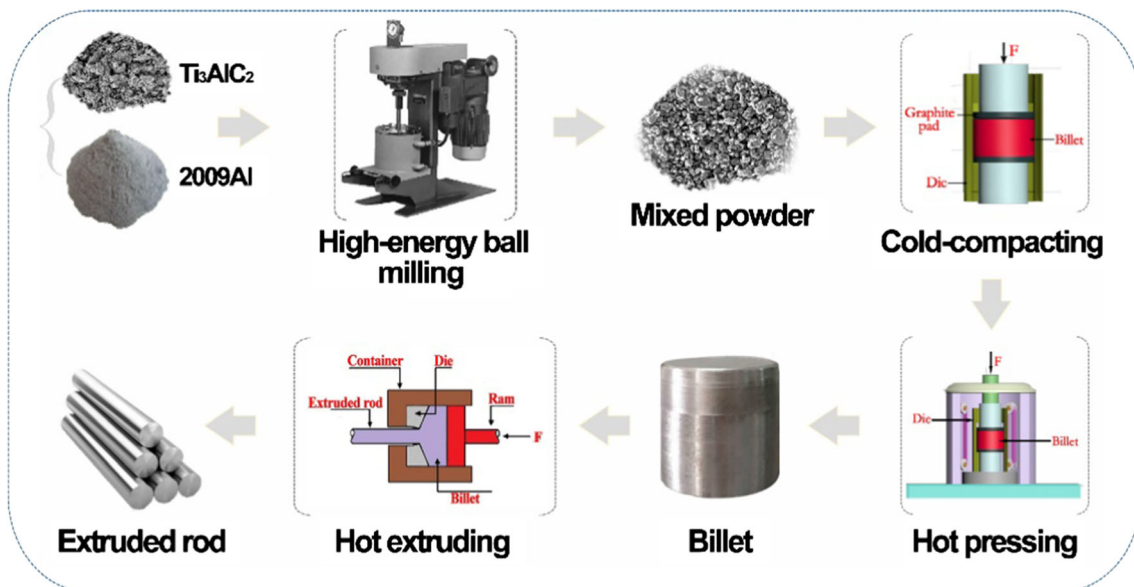 Ti₃AlC₂
2009Al
High-energy ball
milling
Mixed powder
F
Graphite
pad
Billet
Die
Cold-compacting
F
Die
Billet
Hot pressing
Billet
Container
Die
Extruded rod
Ram
F
Billet
Hot extruding
Extruded rod